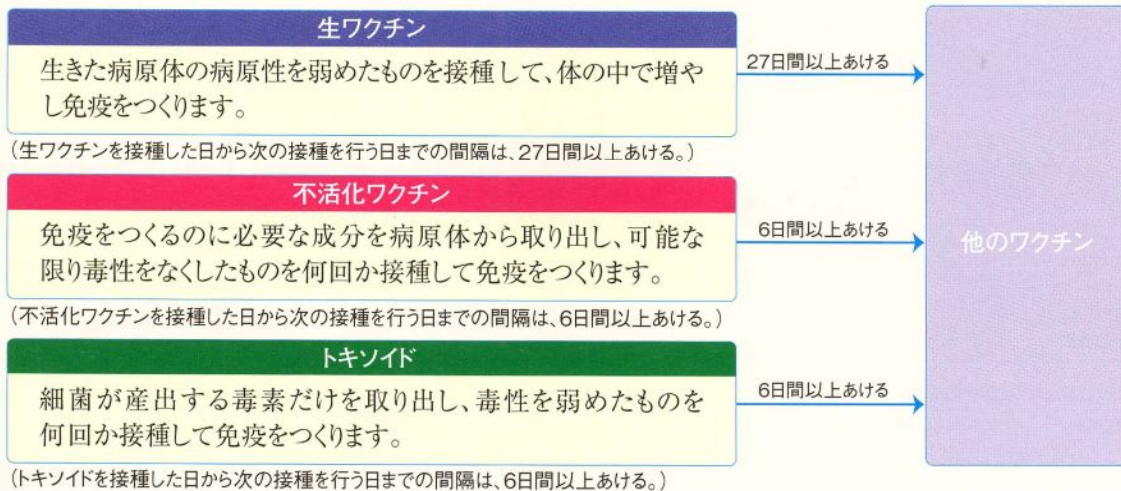 生ワクチン
生きた病原体の病原性を弱めたものを接種して、体の中で増や
し免疫をつくります。
27日間以上あける
(生ワクチンを接種した日から次の接種を行う日までの間隔は、27日間以上あける。)
不活化ワクチン
免疫をつくるのに必要な成分を病原体から取り出し、可能な
限り毒性をなくしたものを何回か接種して免疫をつくります。
6日間以上あける
他のワクチン
(不活化ワクチンを接種した日から次の接種を行う日までの間隔は、6日間以上あける。)
トキソイド
細菌が産出する毒素だけを取り出し、毒性を弱めたものを
何回か接種して免疫をつくります。
6日間以上あける
(トキソイドを接種した日から次の接種を行う日までの間隔は、6日間以上あける。)